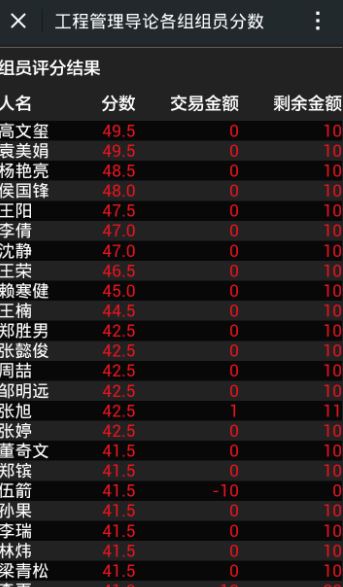 工程管理导论各组组员分数
组员评分结果
人名 分数 交易金额 剩余金额
高文玺 49.5 0 10
袁美娟 49.5 0 10
杨艳亮 48.5 0 10
侯国锋 48.0 0 10
王阳 47.5 0 10
李倩 47.0 0 10
沈静 47.0 0 10
王荣 46.5 0 10
赖寒健 45.0 0 10
王楠 44.5 0 10
郑胜男 42.5 0 10
张懿俊 42.5 0 10
周喆 42.5 0 10
邹明远 42.5 0 10
张旭 42.5 1 11
张婷 42.5 0 10
董奇文 41.5 0 10
郑镔 41.5 0 10
伍箭 41.5 -10 0
孙果 41.5 0 10
李瑞 41.5 0 10
林炜 41.5 0 10
梁青松 41.5 0 10